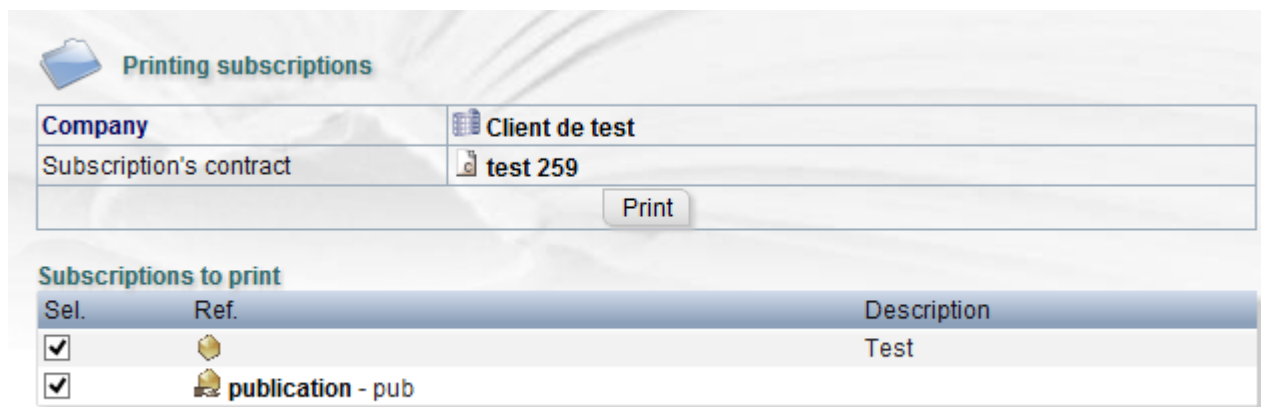 Printing subscriptions
Company Client de test
Subscription's contract test 259
Print
Subscriptions to print
Sel. Ref. Description
Test
publication - pub